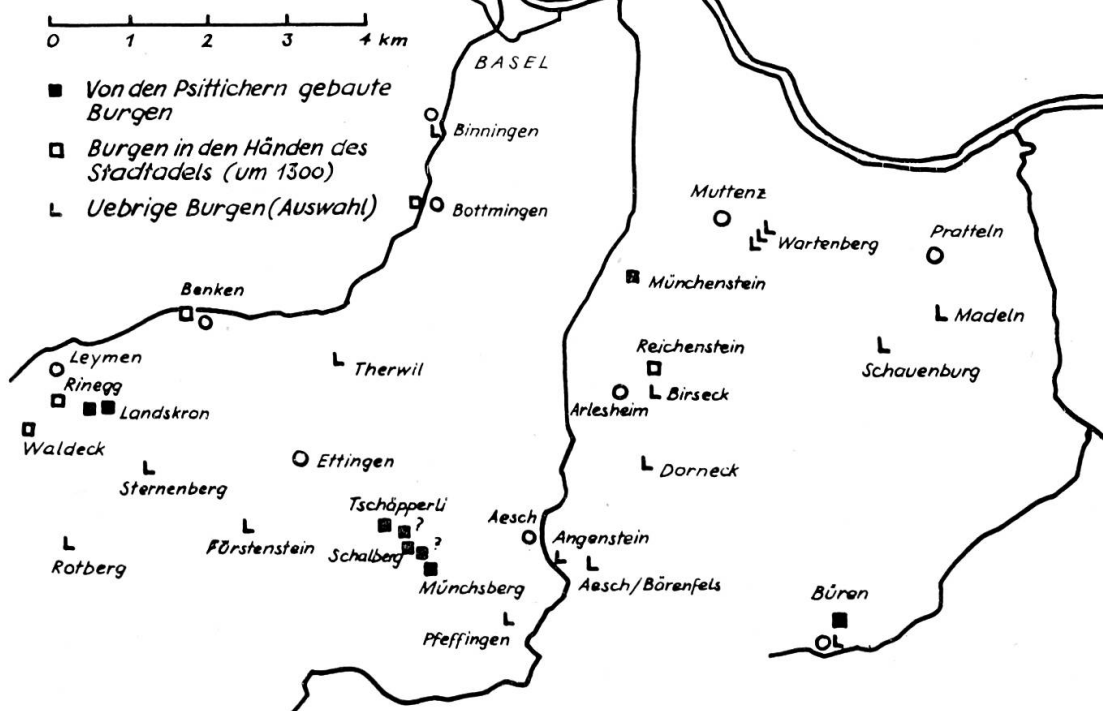 0 1 2 3 4 km
BASEL
Von den Psittichern gebaute
Burgen
Burgen in den Händen des
Stadtadels (um 1300)
Uebrige Burgen (Auswahl)
Binningen
Bottmingen
Muttenz
Wartenberg
Pratteln
Münchenstein
Benken
Madeln
Leymen
Therwil
Reichenstein
Schauenburg
Rinegg
Landskron
Birseck
Arlesheim
Waldeck
Ettingen
Dorneck
Sternenberg
Tschäpperli
?
Aesch
Fürstenstein
Schalberg
?
Angenstein
Rotberg
Münchsberg
Aesch/Bärenfels
Büren
Pfeffingen